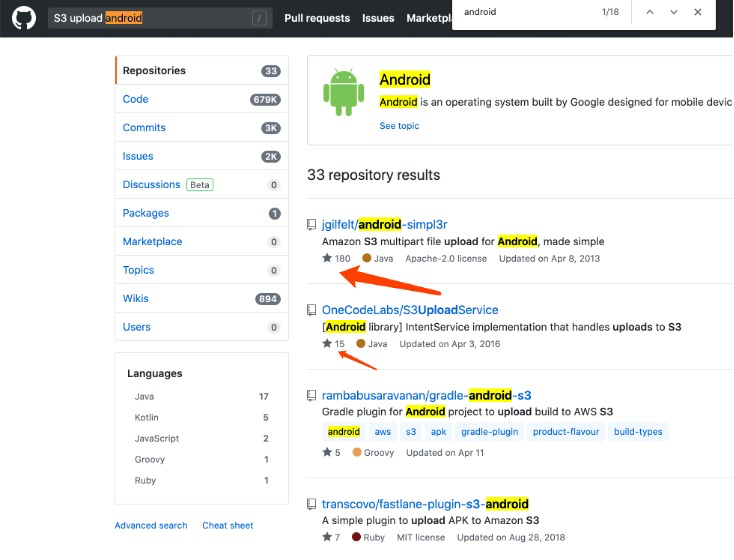 S3 upload android /
Pull requests Issues Marketpl
android 1/18
Repositories 33
Code 679K
Commits 3K
Issues 2K
Discussions Beta 0
Packages 1
Marketplace 0
Topics 0
Wikis 894
Users 0
Languages
Java 17
Kotlin 5
JavaScript 2
Groovy 1
Ruby 1
Advanced search Cheat sheet
Android
Android is an operating system built by Google designed for mobile devic
See topic
33 repository results
jgilfelt/android-simpl3r
Amazon S3 multipart file upload for Android, made simple
180 Java Apache-2.0 license Updated on Apr 8, 2013
OneCodeLabs/S3UploadService
[Android library] IntentService implementation that handles uploads to S3
15 Java Updated on Apr 3, 2016
rambabusaravanan/gradle-android-s3
Gradle plugin for Android project to upload build to AWS S3
android aws s3 apk gradle-plugin product-flavour build-types
5 Groovy Updated on Apr 11
transcovo/fastlane-plugin-s3-android
A simple plugin to upload APK to Amazon S3
7 Ruby MIT license Updated on Aug 28, 2018